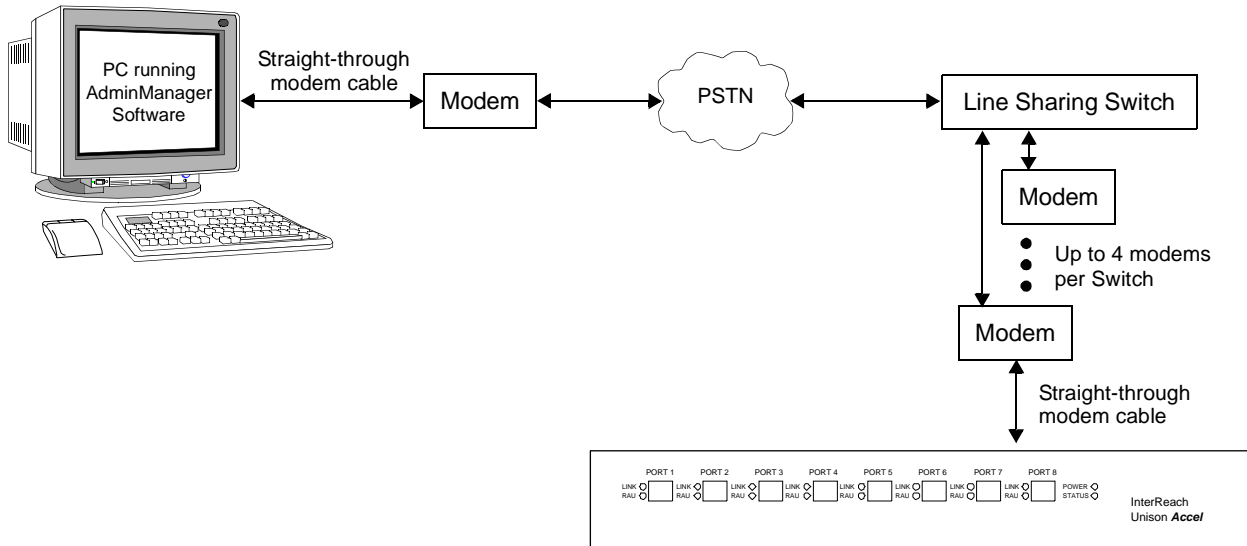 PC running
AdminManager
Software
Straight-through
modem cable
Modem
PSTN
Line Sharing Switch
Modem
Up to 4 modems
per Switch
Modem
Straight-through
modem cable
PORT 1 PORT 2 PORT 3 PORT 4 PORT 5 PORT 6 PORT 7 PORT 8
LINK LINK LINK LINK LINK LINK LINK LINK POWER
RAU RAU RAU RAU RAU RAU RAU RAU STATUS
InterReach
Unison Accel